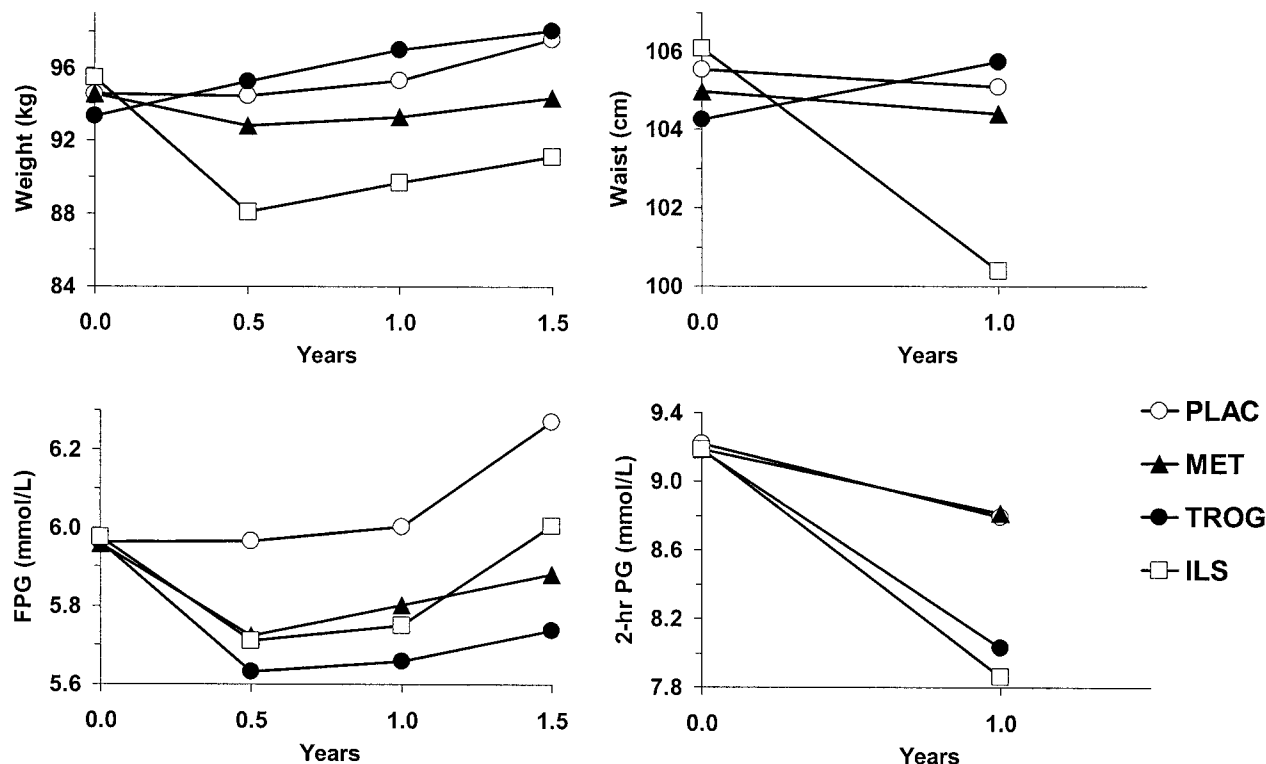 Weight (kg)
96
92
88
84
0.0 0.5 1.0 1.5
Years
Waist (cm)
106
104
102
100
0.0 1.0
Years
FPG (mmol/L)
6.2
6.0
5.8
5.6
0.0 0.5 1.0 1.5
Years
2-hr PG (mmol/L)
9.4
9.0
8.6
8.2
7.8
0.0 1.0
Years
PLAC
MET
TROG
ILS